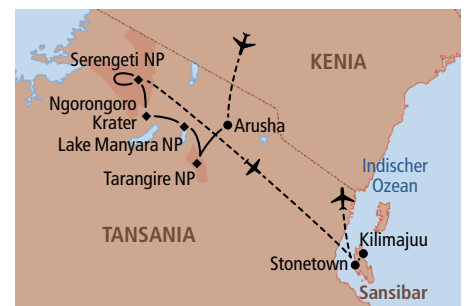 Serengeti NP
KENIA
Ngorongoro
Krater
Arusha
Lake Manyara NP
Tarangire NP
Indischer
Ozean
TANSANIA
Kilimajuu
Stonetown
Sansibar